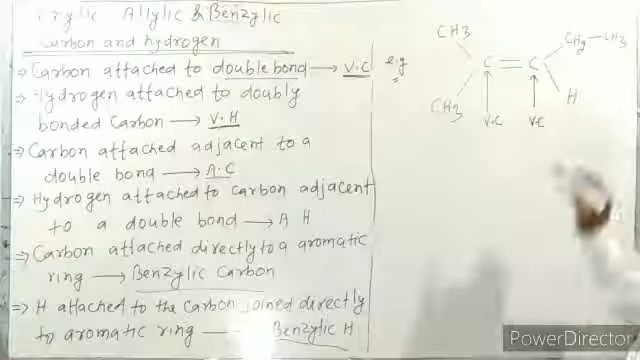 Allylic & Benzylic
Carbon and hydrogen
⇒ Carbon attached to double bond → V.C
⇒ Hydrogen attached to doubly
bonded Carbon → V.H
⇒ Carbon attached adjacent to a
double bond → A.C
⇒ Hydrogen attached to carbon adjacent
to a double bond → A H
⇒ Carbon attached directly to a aromatic
ring → Benzylic Carbon
⇒ H attached to the carbon joined directly
to aromatic ring — Benzylic H
e.g
CH3
CH2—CH3
C = C
CH3
H
V.C V.C
PowerDirector